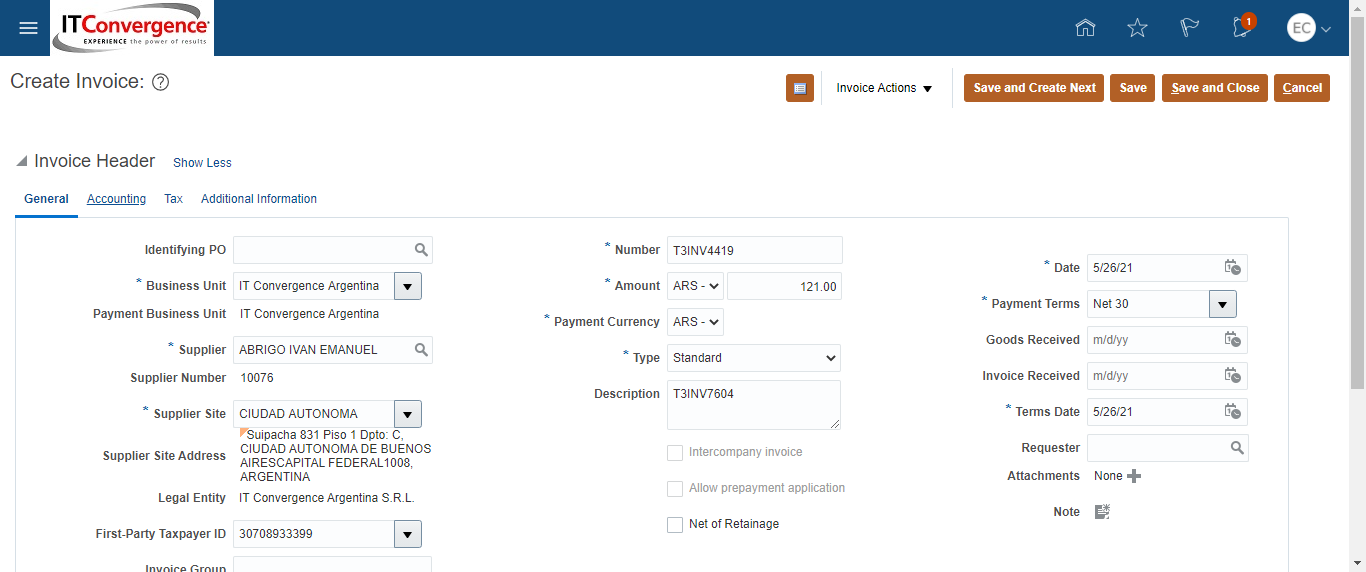 ITConvergence
EXPERIENCE the power of results
1
EC
Create Invoice: ?
Invoice Actions
Save and Create Next
Save
Save and Close
Cancel
Invoice Header
Show Less
General
Accounting
Tax
Additional Information
Identifying PO
* Business Unit IT Convergence Argentina
Payment Business Unit IT Convergence Argentina
* Supplier ABRIGO IVAN EMANUEL
Supplier Number 10076
* Supplier Site CIUDAD AUTONOMA
Supplier Site Address
Suipacha 831 Piso 1 Dpto: C,
CIUDAD AUTONOMA DE BUENOS
AIRESCAPITAL FEDERAL1008,
ARGENTINA
Legal Entity IT Convergence Argentina S.R.L.
First-Party Taxpayer ID 30708933399
Invoice Group
* Number T3INV4419
* Amount ARS - 121.00
* Payment Currency ARS -
* Type Standard
Description T3INV7604
Intercompany invoice
Allow prepayment application
Net of Retainage
* Date 5/26/21
* Payment Terms Net 30
Goods Received m/d/yy
Invoice Received m/d/yy
* Terms Date 5/26/21
Requester
Attachments None
Note